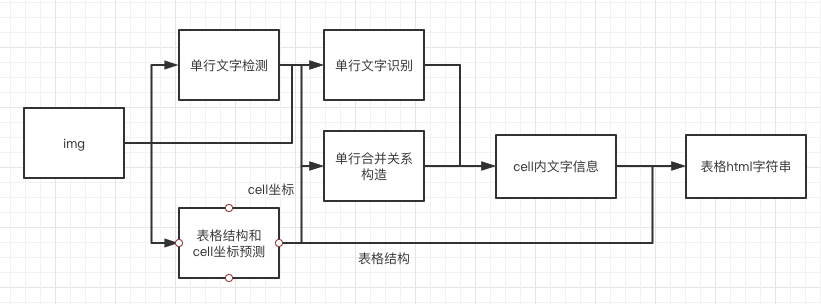 单行文字检测
单行文字识别
img
单行合并关系
构造
cell内文字信息
表格html字符串
cell坐标
表格结构和
cell坐标预测
表格结构